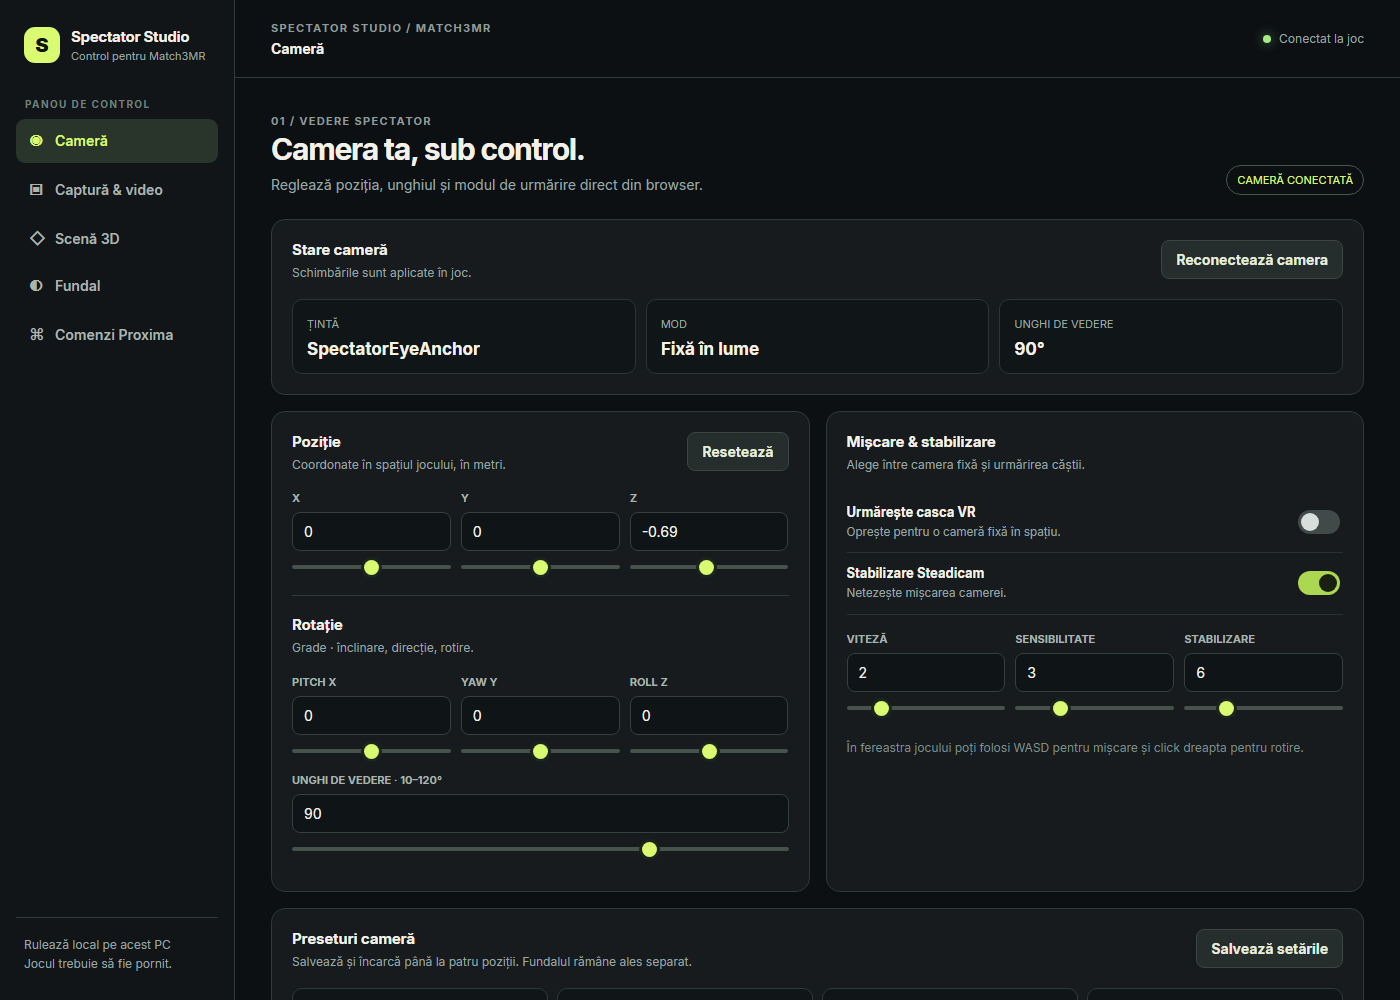 S
Spectator Studio
Control pentru Match3MR
PANOU DE CONTROL
Cameră
Captură & video
Scenă 3D
Fundal
Comenzi Proxima
Rulează local pe acest PC
Jocul trebuie să fie pornit.
SPECTATOR STUDIO / MATCH3MR
Cameră
Conectat la joc
01 / VEDERE SPECTATOR
Camera ta, sub control.
Reglează poziția, unghiul și modul de urmărire direct din browser.
CAMERĂ CONECTATĂ
Stare cameră
Schimbările sunt aplicate în joc.
Reconectează camera
ȚINTĂ
SpectatorEyeAnchor
MOD
Fixă în lume
UNGHI DE VEDERE
90°
Poziție
Coordonate în spațiul jocului, în metri.
Resetează
X Y Z
0 0 -0.69
Rotație
Grade · înclinare, direcție, rotire.
PITCH X YAW Y ROLL Z
0 0 0
UNGHI DE VEDERE · 10–120°
90
Mișcare & stabilizare
Alege între camera fixă și urmărirea căștii.
Urmărește casca VR
Oprește pentru o cameră fixă în spațiu.
Stabilizare Steadicam
Netezește mișcarea camerei.
VITEZĂ SENSIBILITATE STABILIZARE
2 3 6
În fereastra jocului poți folosi WASD pentru mișcare și click dreapta pentru rotire.
Preseturi cameră
Salvează și încarcă până la patru poziții. Fundalul rămâne ales separat.
Salvează setările